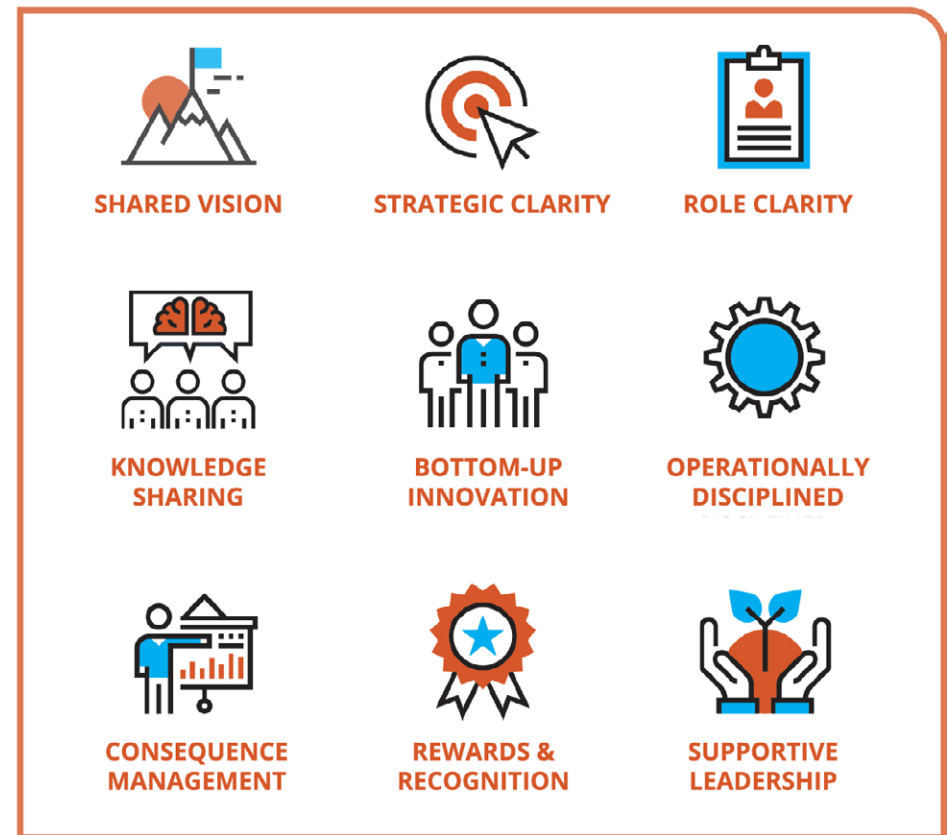 SHARED VISION
STRATEGIC CLARITY
ROLE CLARITY
KNOWLEDGE
SHARING
BOTTOM-UP
INNOVATION
OPERATIONALLY
DISCIPLINED
CONSEQUENCE
MANAGEMENT
REWARDS &
RECOGNITION
SUPPORTIVE
LEADERSHIP